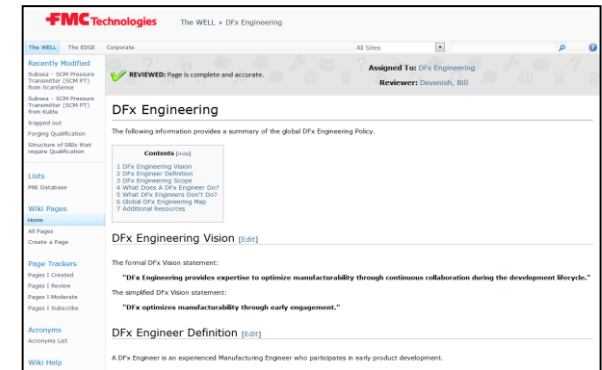 FMC Technologies
The WELL › DFx Engineering
The WELL The EDGE Corporate
All Sites
Recently Modified
Subsea - SCM Pressure
Transmitter (SCM PT)
from ScanSense
Subsea - SCM Pressure
Transmitter (SCM PT)
from Kulite
trapped out
Forging Qualification
Structure of DBIs that
require Qualification
Lists
PRE Database
Wiki Pages
Home
All Pages
Create a Page
Page Trackers
Pages I Created
Pages I Review
Pages I Moderate
Pages I Subscribe
Acronyms
Acronyms List
Wiki Help
REVIEWED: Page is complete and accurate.
Assigned To: DFx Engineering
Reviewer: Devenish, Bill
DFx Engineering
The following information provides a summary of the global DFx Engineering Policy.
Contents [hide]
1 DFx Engineering Vision
2 DFx Engineer Definition
3 DFx Engineering Scope
4 What Does A DFx Engineer Do?
5 What DFx Engineers Don't Do?
6 Global DFx Engineering Map
7 Additional Resources
DFx Engineering Vision [Edit]
The formal DFx Vision statement:
"DFx Engineering provides expertise to optimize manufacturability through continuous collaboration during the development lifecycle."
The simplified DFx Vision statement:
"DFx optimizes manufacturability through early engagement."
DFx Engineer Definition [Edit]
A DFx Engineer is an experienced Manufacturing Engineer who participates in early product development.